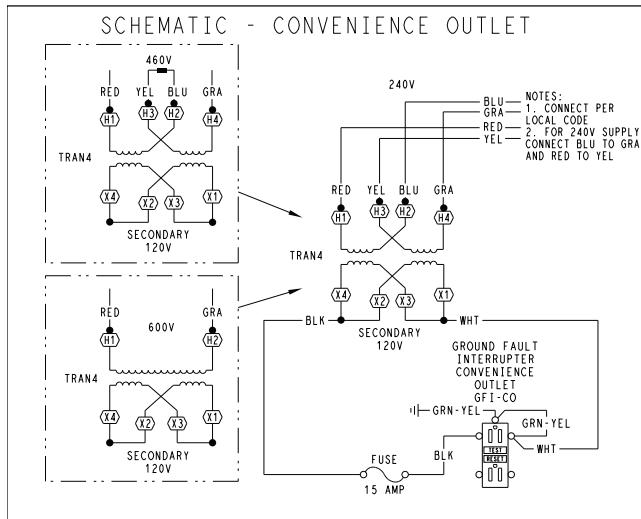 SCHEMATIC - CONVENIENCE OUTLET
460V
RED YEL BLU GRA
H1 H3 H2 H4
TRAN4
X4 X2 X3 X1
SECONDARY
120V
600V
RED GRA
H1 H2
TRAN4
X4 X2 X3 X1
SECONDARY
120V
240V
BLU
GRA
RED
YEL
NOTES:
1. CONNECT PER
LOCAL CODE
2. FOR 240V SUPPLY
CONNECT BLU TO GRA
AND RED TO YEL
RED YEL BLU GRA
H1 H3 H2 H4
TRAN4
X4 X2 X3 X1
BLK
SECONDARY
120V
WHT
GROUND FAULT
INTERRUPTER
CONVENIENCE
OUTLET
GFI-CO
GRN-YEL
GRN-YEL
WHT
TEST
RESET
BLK
FUSE
15 AMP